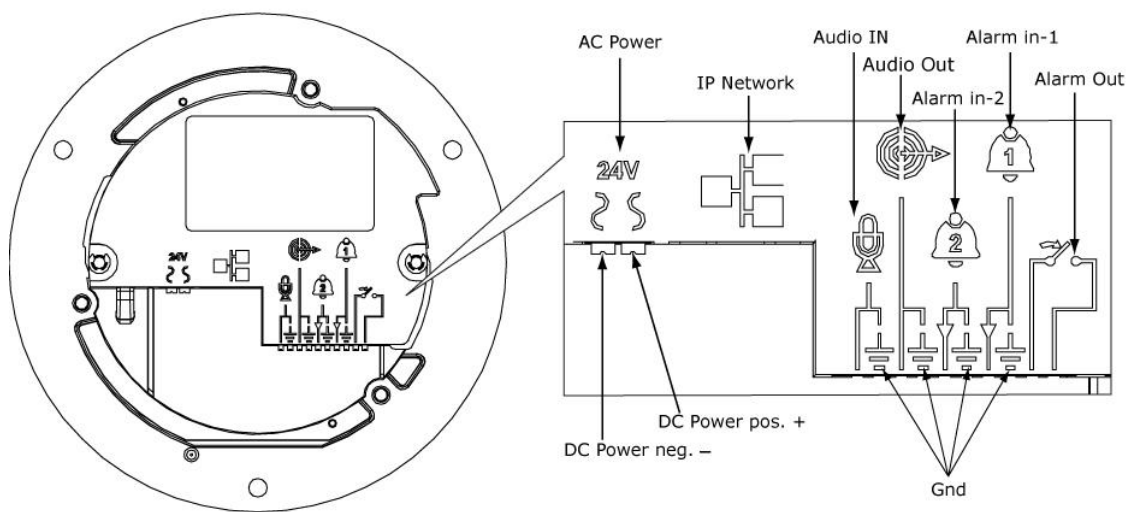 AC Power
Audio IN
Alarm in-1
IP Network
Audio Out
Alarm Out
Alarm in-2
24V
1
2
24V
1
2
DC Power pos. +
DC Power neg. –
Gnd